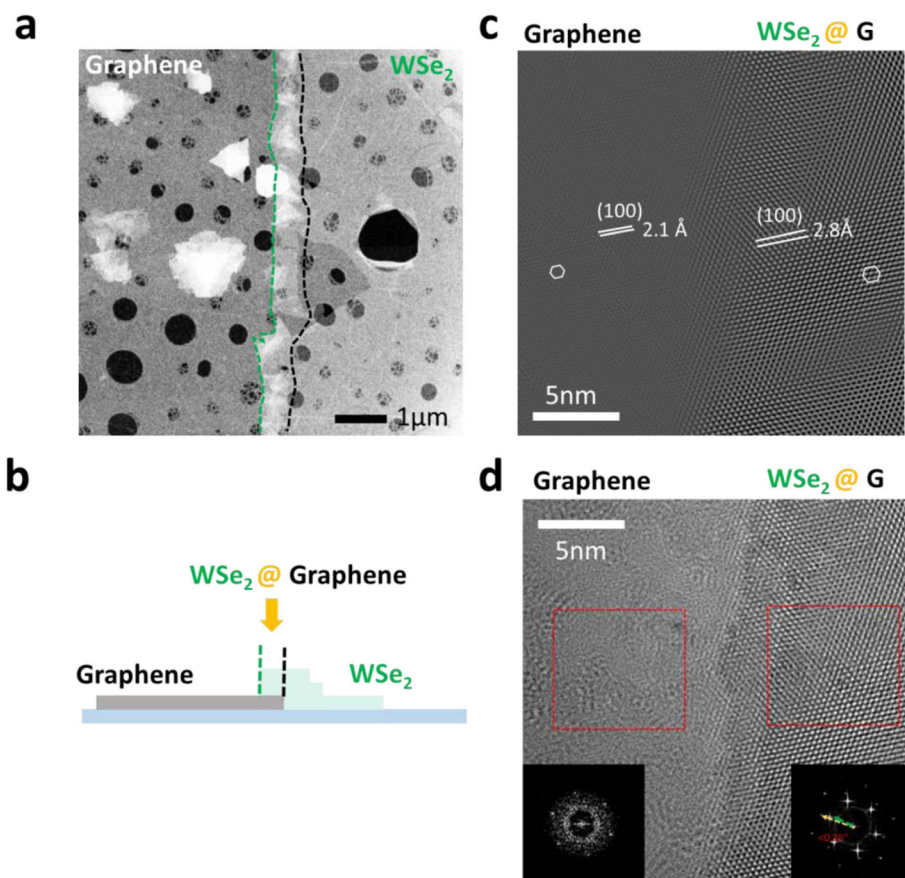 a
Graphene
WSe₂
1μm
b
WSe₂ @ Graphene
Graphene
WSe₂
c
Graphene
WSe₂ @ G
(100)
2.1 Å
(100)
2.8Å
5nm
d
Graphene
WSe₂ @ G
5nm